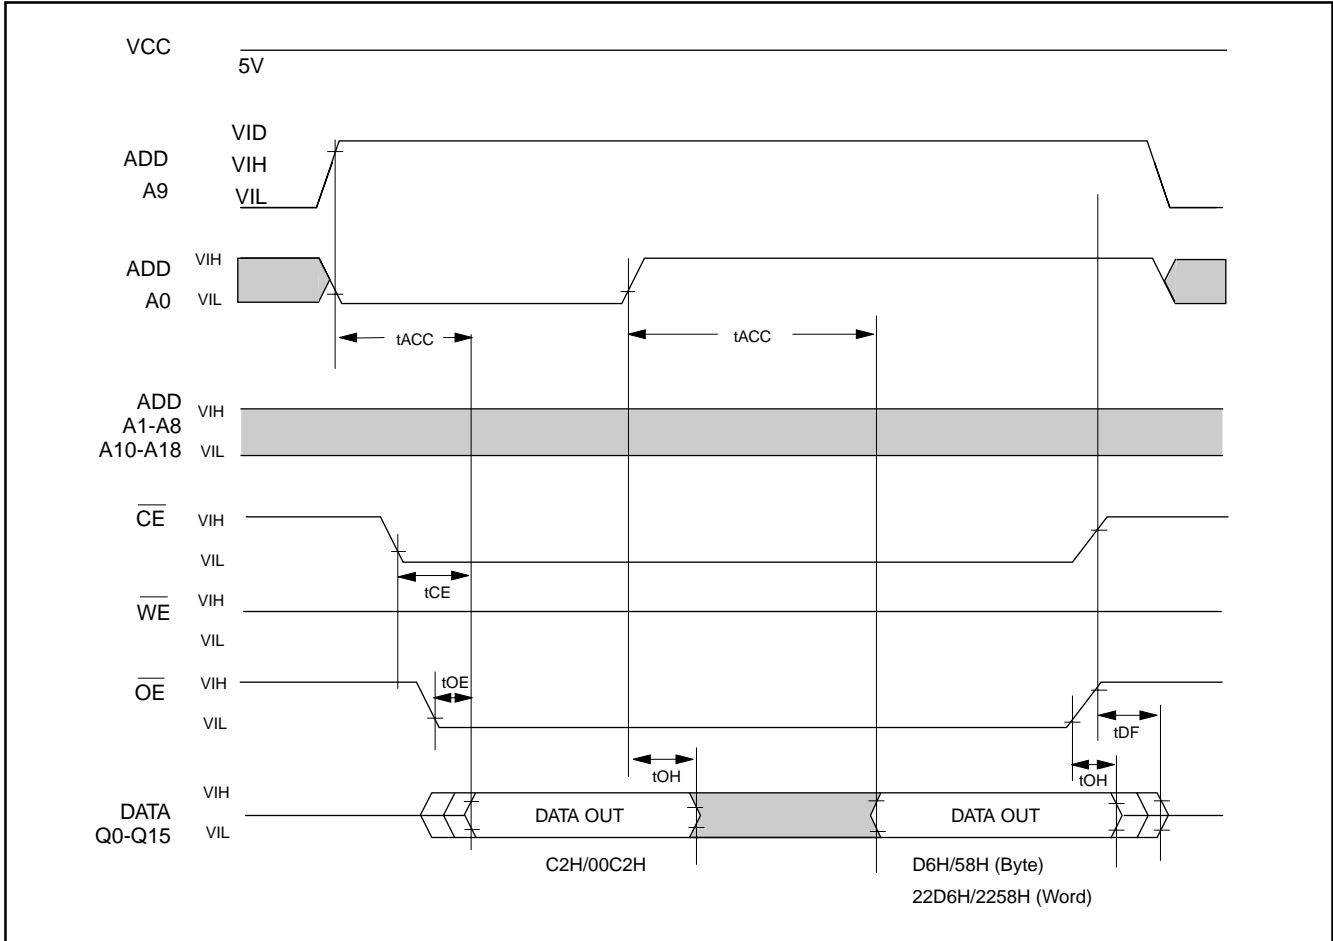 VCC
5V
ADD
A9
VID
VIH
VIL
ADD
A0
VIH
VIL
tACC
tACC
ADD
A1-A8
A10-A18
VIH
VIL
CE
VIH
VIL
tCE
WE
VIH
VIL
OE
VIH
VIL
tOE
tDF
tOH
tOH
DATA
Q0-Q15
VIH
VIL
DATA OUT
DATA OUT
C2H/00C2H
D6H/58H (Byte)
22D6H/2258H (Word)